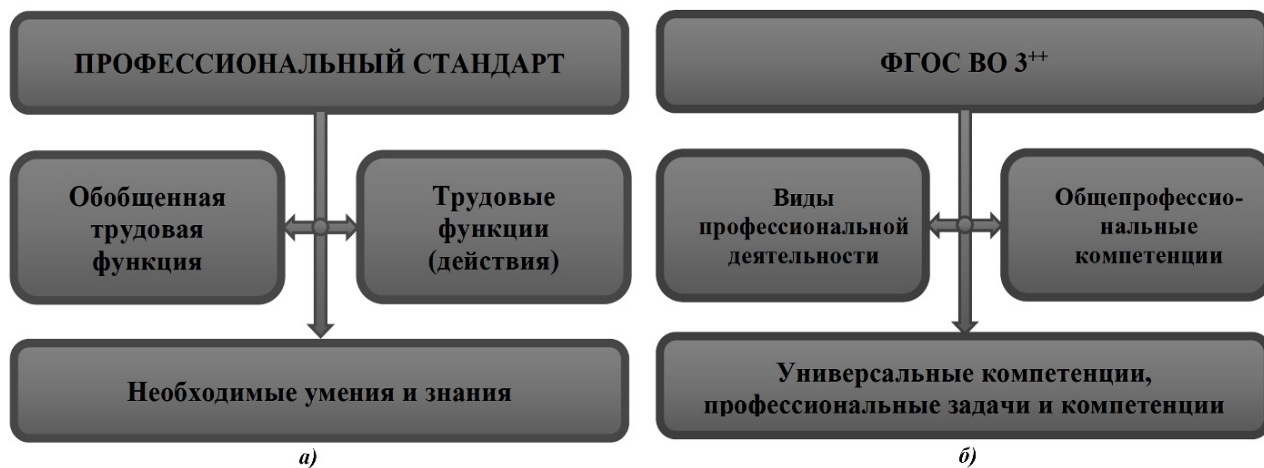 ПРОФЕССИОНАЛЬНЫЙ СТАНДАРТ
Обобщенная
трудовая
функция
Трудовые
функции
(действия)
Необходимые умения и знания
а)
ФГОС ВО 3++
Виды
профессиональной
деятельности
Общепрофессио-
нальные
компетенции
Универсальные компетенции,
профессиональные задачи и компетенции
б)